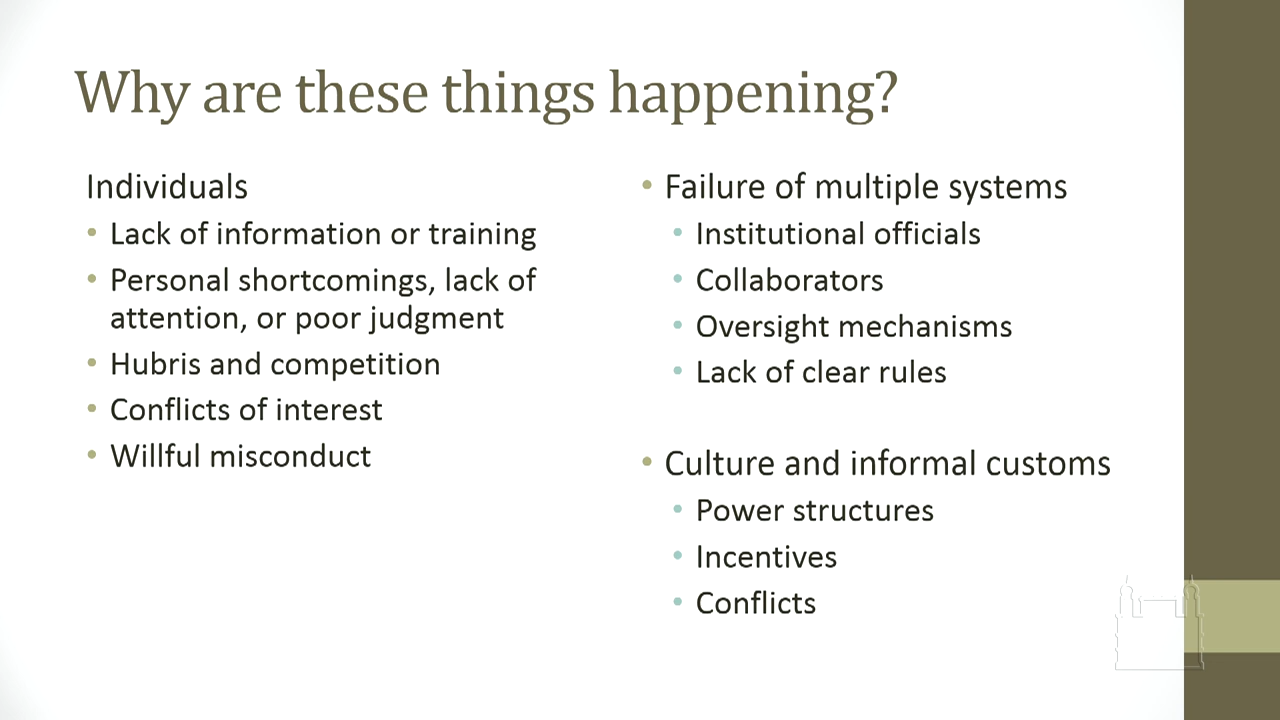 Why are these things happening?
Individuals
• Lack of information or training
• Personal shortcomings, lack of
attention, or poor judgment
• Hubris and competition
• Conflicts of interest
• Willful misconduct
• Failure of multiple systems
• Institutional officials
• Collaborators
• Oversight mechanisms
• Lack of clear rules
• Culture and informal customs
• Power structures
• Incentives
• Conflicts